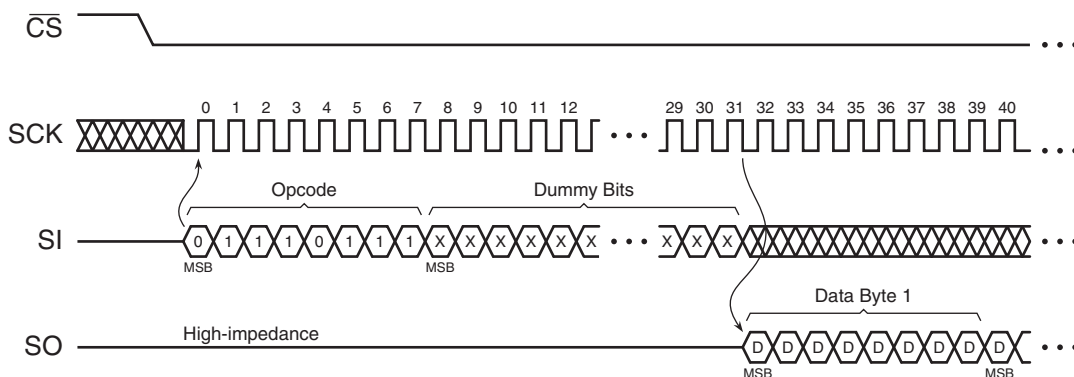 CS
0 1 2 3 4 5 6 7 8 9 10 11 12 29 30 31 32 33 34 35 36 37 38 39 40
SCK
Opcode Dummy Bits
SI 0 1 1 1 0 1 1 1 X X X X X X X X X
MSB MSB
Data Byte 1
High-impedance
SO D D D D D D D D D
MSB MSB